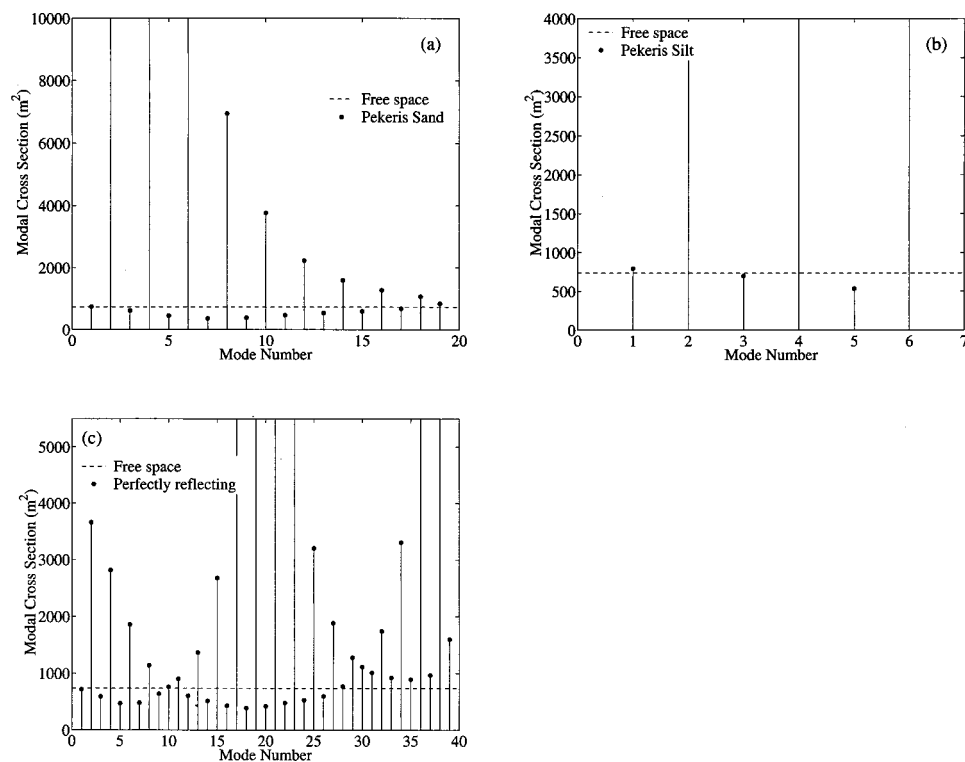 10000
8000
6000
4000
2000
0
Modal Cross Section (m2)
(a)
Free space
Pekeris Sand
0 5 10 15 20
Mode Number
4000
3500
3000
2500
2000
1500
1000
500
0
Modal Cross Section (m2)
(b)
Free space
Pekeris Silt
0 1 2 3 4 5 6 7
Mode Number
5000
4000
3000
2000
1000
0
Modal Cross Section (m2)
(c)
Free space
Perfectly reflecting
0 5 10 15 20 25 30 35 40
Mode Number